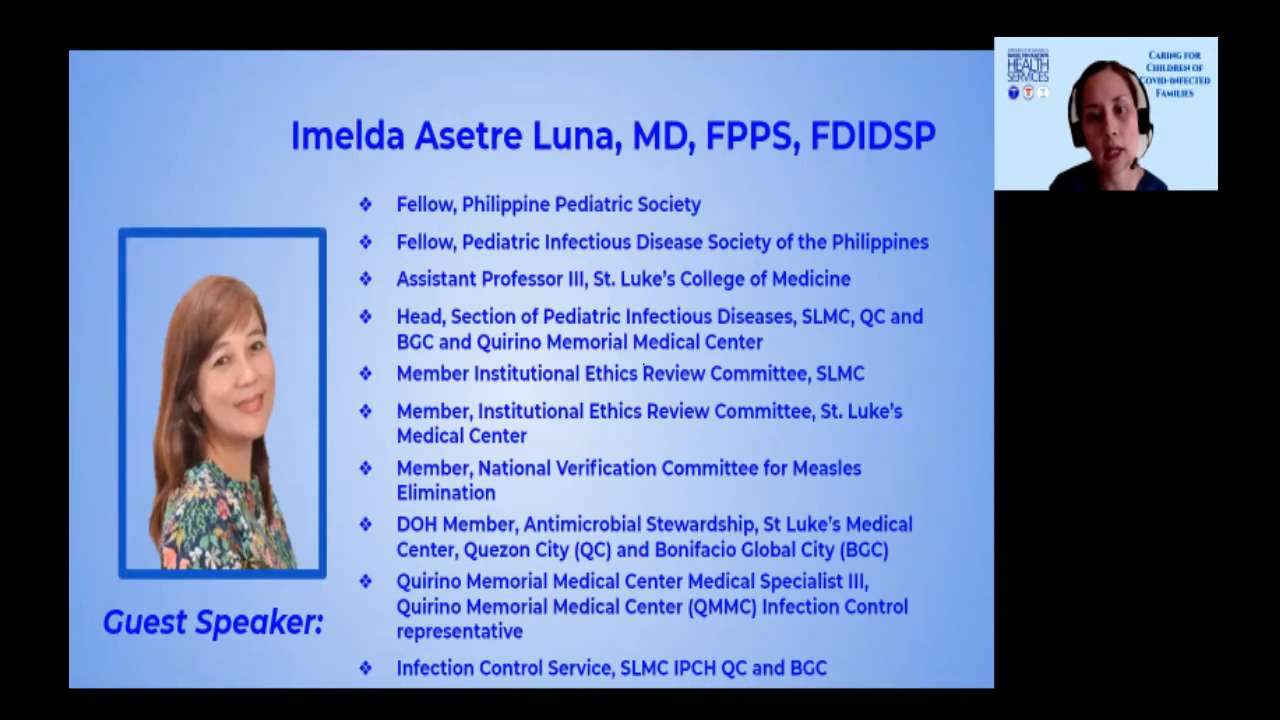 Imelda Asetre Luna, MD, FPPS, FDIDSP
Fellow, Philippine Pediatric Society
Fellow, Pediatric Infectious Disease Society of the Philippines
Assistant Professor III, St. Luke's College of Medicine
Head, Section of Pediatric Infectious Diseases, SLMC, QC and
BGC and Quirino Memorial Medical Center
Member Institutional Ethics Review Committee, SLMC
Member, Institutional Ethics Review Committee, St. Luke's
Medical Center
Member, National Verification Committee for Measles
Elimination
DOH Member, Antimicrobial Stewardship, St Luke's Medical
Center, Quezon City (QC) and Bonifacio Global City (BGC)
Quirino Memorial Medical Center Medical Specialist III,
Quirino Memorial Medical Center (QMMC) Infection Control
representative
Infection Control Service, SLMC IPCH QC and BGC
Guest Speaker:
HEALTH
SERVICES
CARING FOR
CHILDREN OF
COVID-INFECTED
FAMILIES